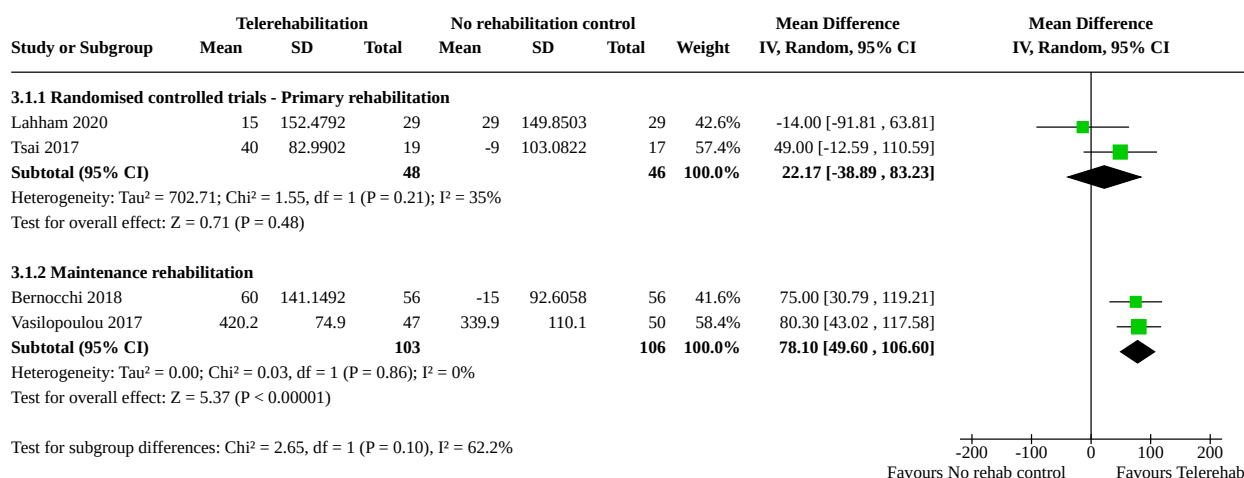 Telerehabilitation No rehabilitation control Mean Difference Mean Difference
Study or Subgroup Mean SD Total Mean SD Total Weight IV, Random, 95% CI IV, Random, 95% CI
3.1.1 Randomised controlled trials - Primary rehabilitation
Lahham 2020 15 152.4792 29 29 149.8503 29 42.6% -14.00 [-91.81 , 63.81]
Tsai 2017 40 82.9902 19 -9 103.0822 17 57.4% 49.00 [-12.59 , 110.59]
Subtotal (95% CI) 48 46 100.0% 22.17 [-38.89 , 83.23]
Heterogeneity: Tau² = 702.71; Chi² = 1.55, df = 1 (P = 0.21); I² = 35%
Test for overall effect: Z = 0.71 (P = 0.48)
3.1.2 Maintenance rehabilitation
Bernocchi 2018 60 141.1492 56 -15 92.6058 56 41.6% 75.00 [30.79 , 119.21]
Vasilopoulou 2017 420.2 74.9 47 339.9 110.1 50 58.4% 80.30 [43.02 , 117.58]
Subtotal (95% CI) 103 106 100.0% 78.10 [49.60 , 106.60]
Heterogeneity: Tau² = 0.00; Chi² = 0.03, df = 1 (P = 0.86); I² = 0%
Test for overall effect: Z = 5.37 (P < 0.00001)
Test for subgroup differences: Chi² = 2.65, df = 1 (P = 0.10), I² = 62.2%
-200 -100 0 100 200
Favours No rehab control Favours Telerehab